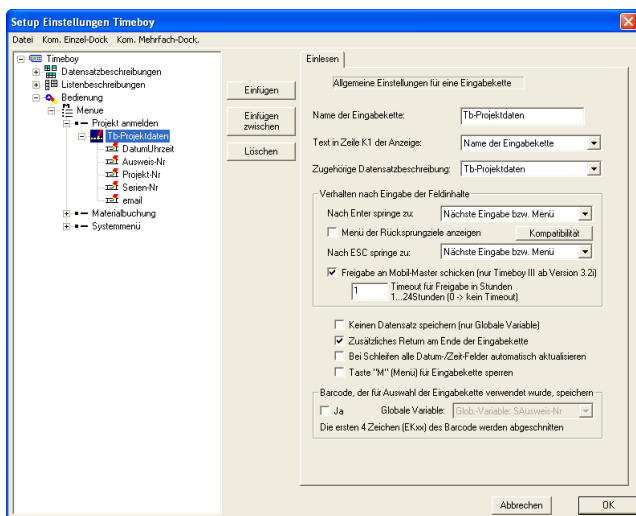 Setup Einstellungen Timeboy
Datei Kom. Einzel-Dock Kom. Mehrfach-Dock.
Timeboy
Datensatzbeschreibungen
Listenbeschreibungen
Bedienung
Menue
Projekt anmelden
Tb-Projektdaten
DatumUhrzeit
Ausweis-Nr
Projekt-Nr
Serien-Nr
email
Materialbuchung
Systemmenü
Einfügen
Einfügen
zwischen
Löschen
Einlesen
Allgemeine Einstellungen für eine Eingabekette
Name der Eingabekette: Tb-Projektdaten
Text in Zeile K1 der Anzeige: Name der Eingabekette
Zugehörige Datensatzbeschreibung: Tb-Projektdaten
Verhalten nach Eingabe der Feldinhalte
Nach Enter springe zu: Nächste Eingabe bzw. Menü
Menü der Rücksprungziele anzeigen Kompatibilität
Nach ESC springe zu: Nächste Eingabe bzw. Menü
Freigabe an Mobil-Master schicken (nur Timeboy III ab Version 3.2i)
1 Timeout für Freigabe in Stunden
1...24Stunden (0 -> kein Timeout)
Keinen Datensatz speichern (nur Globale Variable)
Zusätzliches Return am Ende der Eingabekette
Bei Schleifen alle Datum-/Zeit-Felder automatisch aktualisieren
Taste "M" (Menü) für Eingabekette sperren
Barcode, der für Auswahl der Eingabekette verwendet wurde, speichern
Ja Globale Variable: Glob.-Variable: SAusweis-Nr
Die ersten 4 Zeichen (EKxx) des Barcode werden abgeschnitten
Abbrechen OK